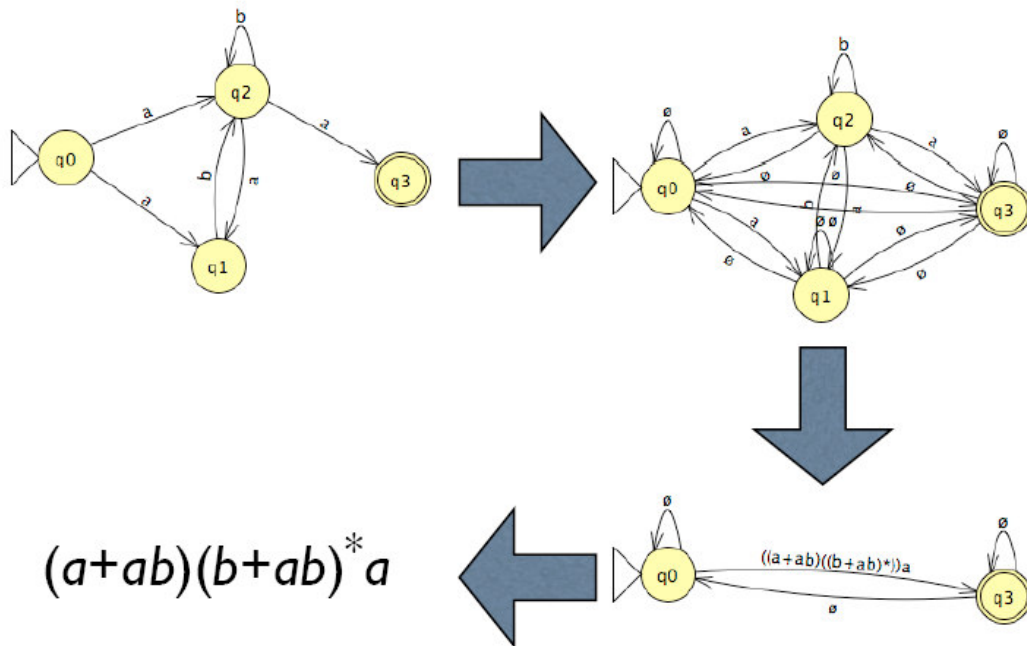 b
q2
a
a
q0
b
a
q3
a
q1
b
ø
q2
ø
a
a
q0
ø
ø
ø
q3
b
a
a
ø ø
ø
ø
ø
q1
ø
ø
((a+ab)((b+ab)*))a
q0
q3
ø
(a+ab)(b+ab)*a